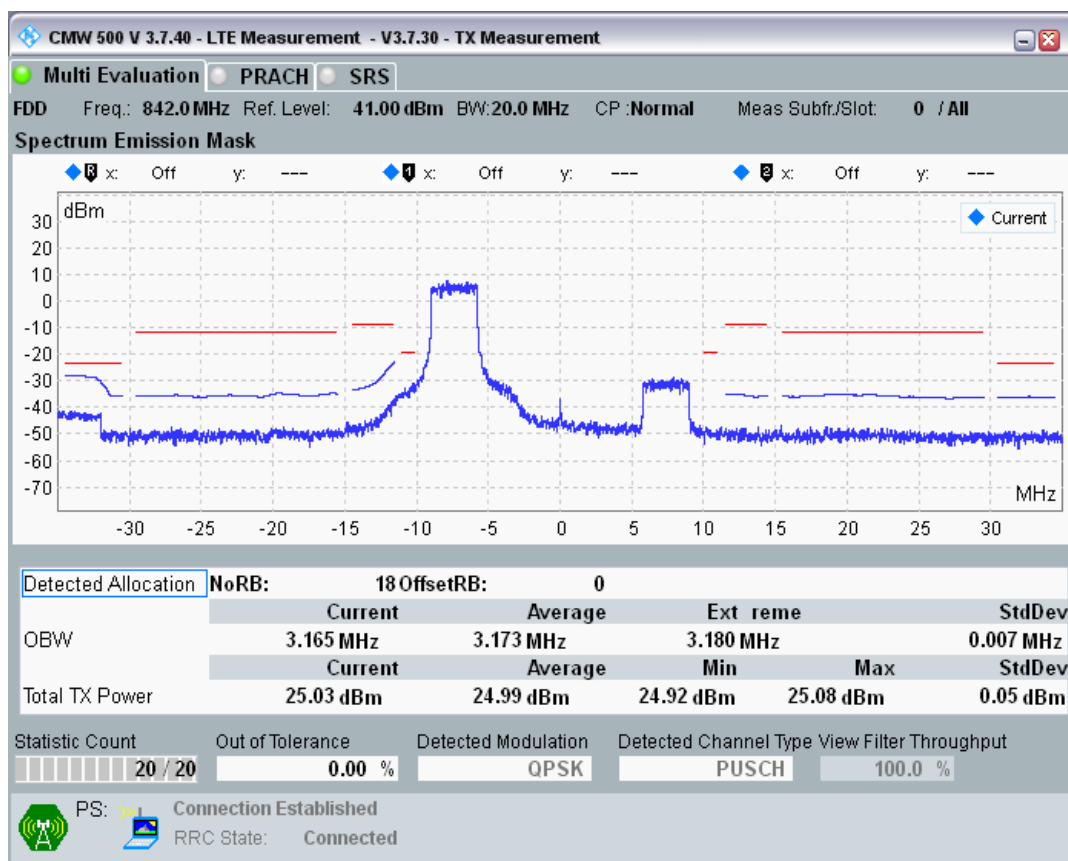 CMW 500 V 3.7.40 - LTE Measurement - V3.7.30 - TX Measurement
Multi Evaluation PRACH SRS
FDD Freq.: 842.0 MHz Ref. Level: 41.00 dBm BW:20.0 MHz CP :Normal Meas Subfr./Slot: 0 / All
Spectrum Emission Mask
R x: Off y: --- 1 x: Off y: --- 2 x: Off y: ---
dBm
Current
30
20
10
0
-10
-20
-30
-40
-50
-60
-70
MHz
-30 -25 -20 -15 -10 -5 0 5 10 15 20 25 30
Detected Allocation NoRB: 18 OffsetRB: 0
Current Average Ext reme StdDev
OBW 3.165 MHz 3.173 MHz 3.180 MHz 0.007 MHz
Current Average Min Max StdDev
Total TX Power 25.03 dBm 24.99 dBm 24.92 dBm 25.08 dBm 0.05 dBm
Statistic Count Out of Tolerance Detected Modulation Detected Channel Type View Filter Throughput
20 / 20 0.00 % QPSK PUSCH 100.0 %
PS: Connection Established
RRC State: Connected